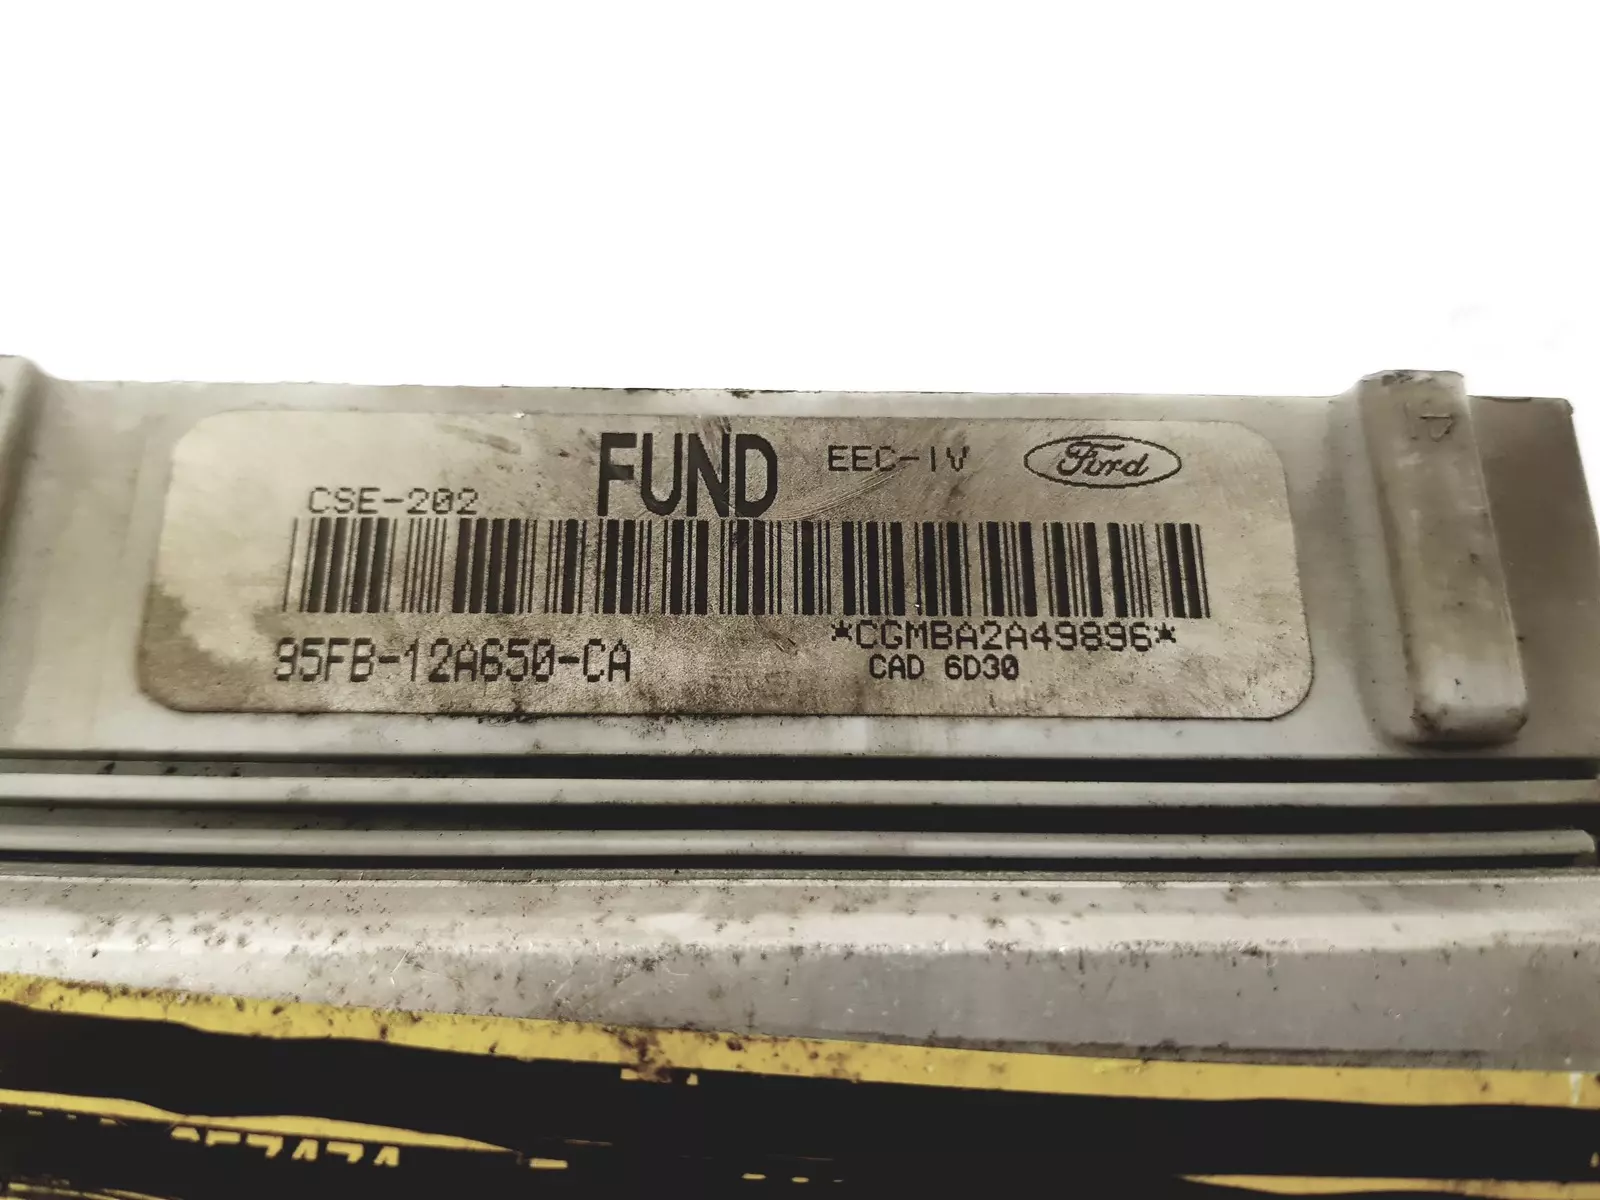 FUND EEC-IV Ford
CSE-202
*CGMBA2A49896*
95FB-12A650-CA
CAD 6D30